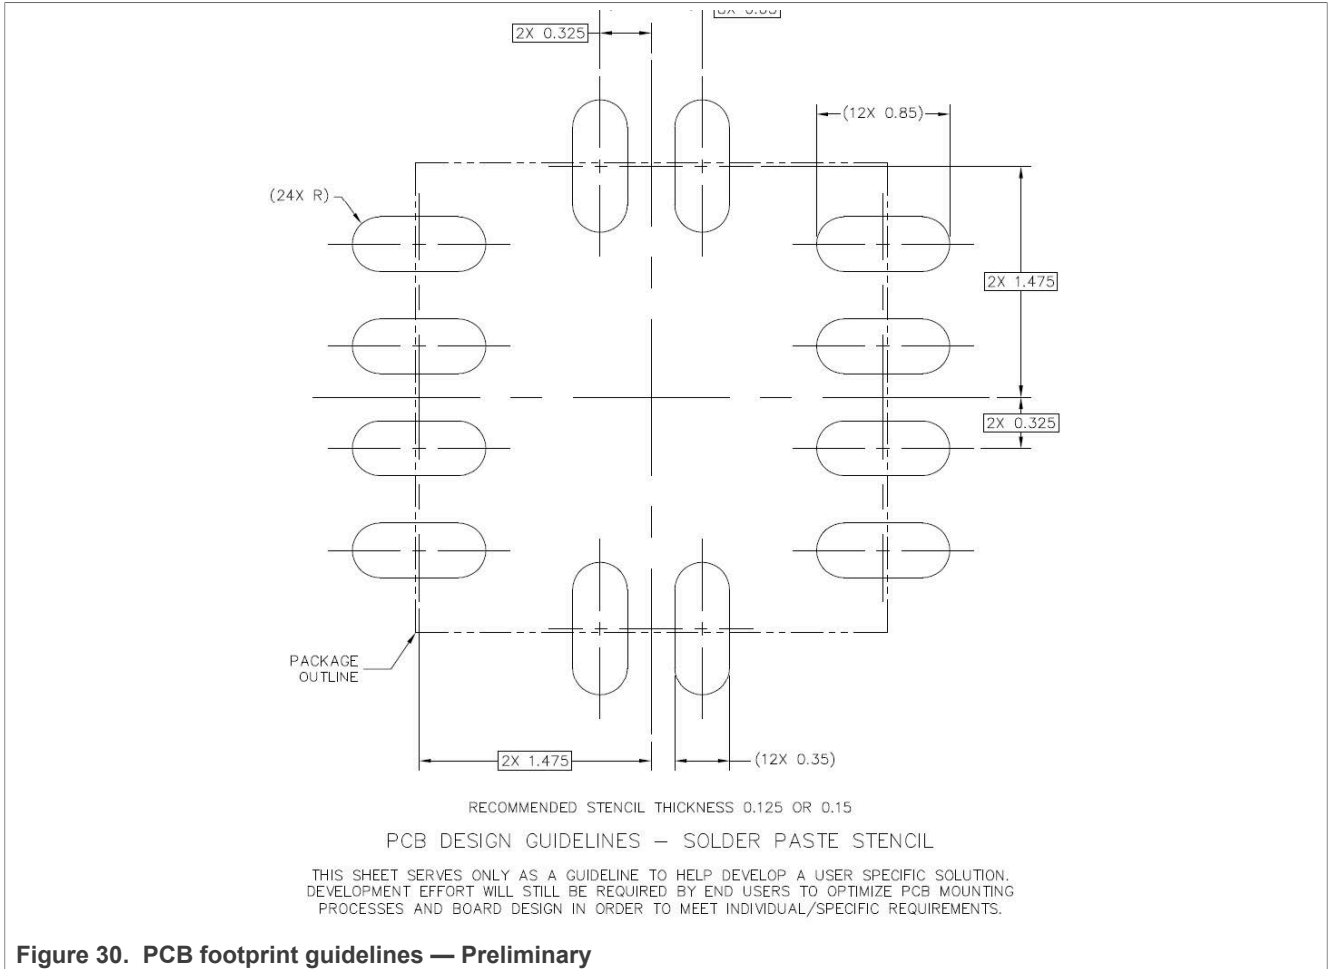 2X 0.325
(12X 0.85)
(24X R)
2X 1.475
2X 0.325
PACKAGE
OUTLINE
2X 1.475
(12X 0.35)
RECOMMENDED STENCIL THICKNESS 0.125 OR 0.15
PCB DESIGN GUIDELINES – SOLDER PASTE STENCIL
THIS SHEET SERVES ONLY AS A GUIDELINE TO HELP DEVELOP A USER SPECIFIC SOLUTION.
DEVELOPMENT EFFORT WILL STILL BE REQUIRED BY END USERS TO OPTIMIZE PCB MOUNTING
PROCESSES AND BOARD DESIGN IN ORDER TO MEET INDIVIDUAL/SPECIFIC REQUIREMENTS.
Figure 30. PCB footprint guidelines — Preliminary